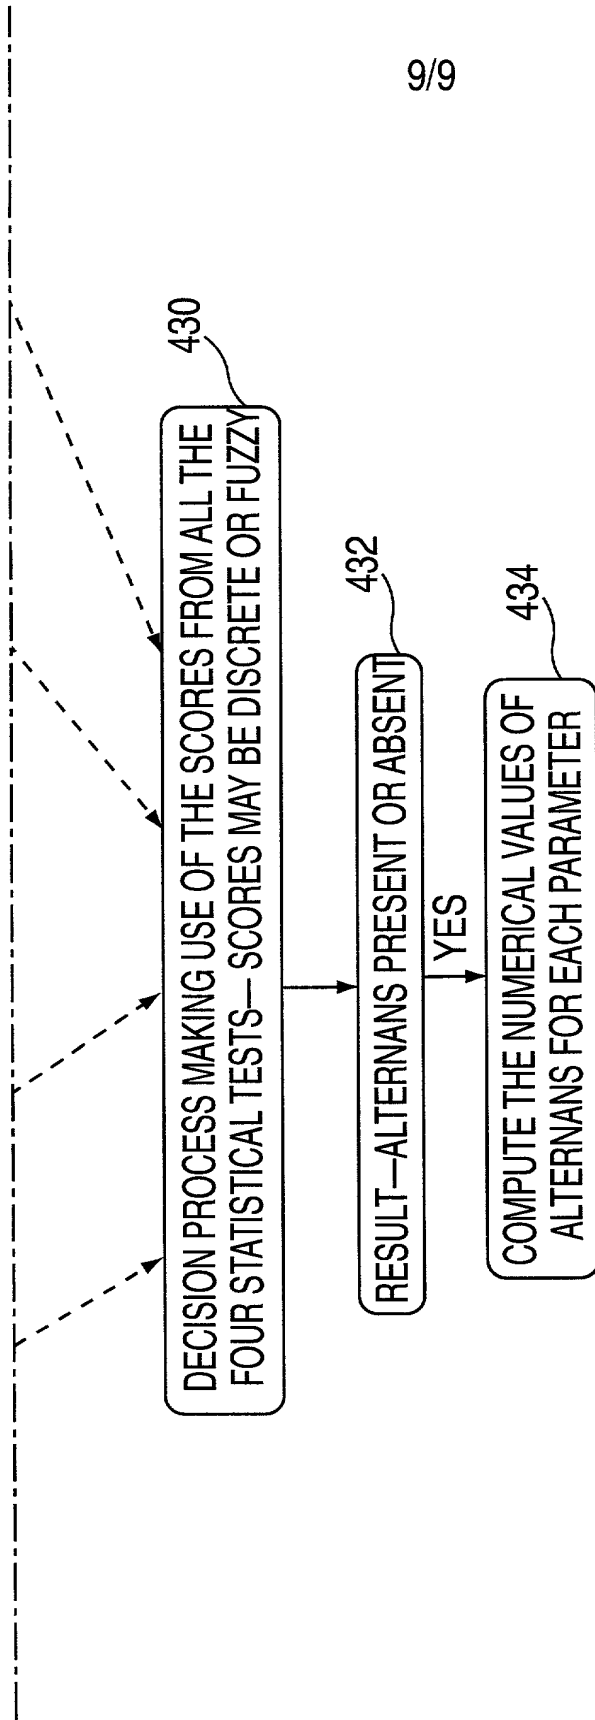 9/9
430
DECISION PROCESS MAKING USE OF THE SCORES FROM ALL THE
FOUR STATISTICAL TESTS— SCORES MAY BE DISCRETE OR FUZZY
432
RESULT—ALTERNANS PRESENT OR ABSENT
YES
434
COMPUTE THE NUMERICAL VALUES OF
ALTERNANS FOR EACH PARAMETER